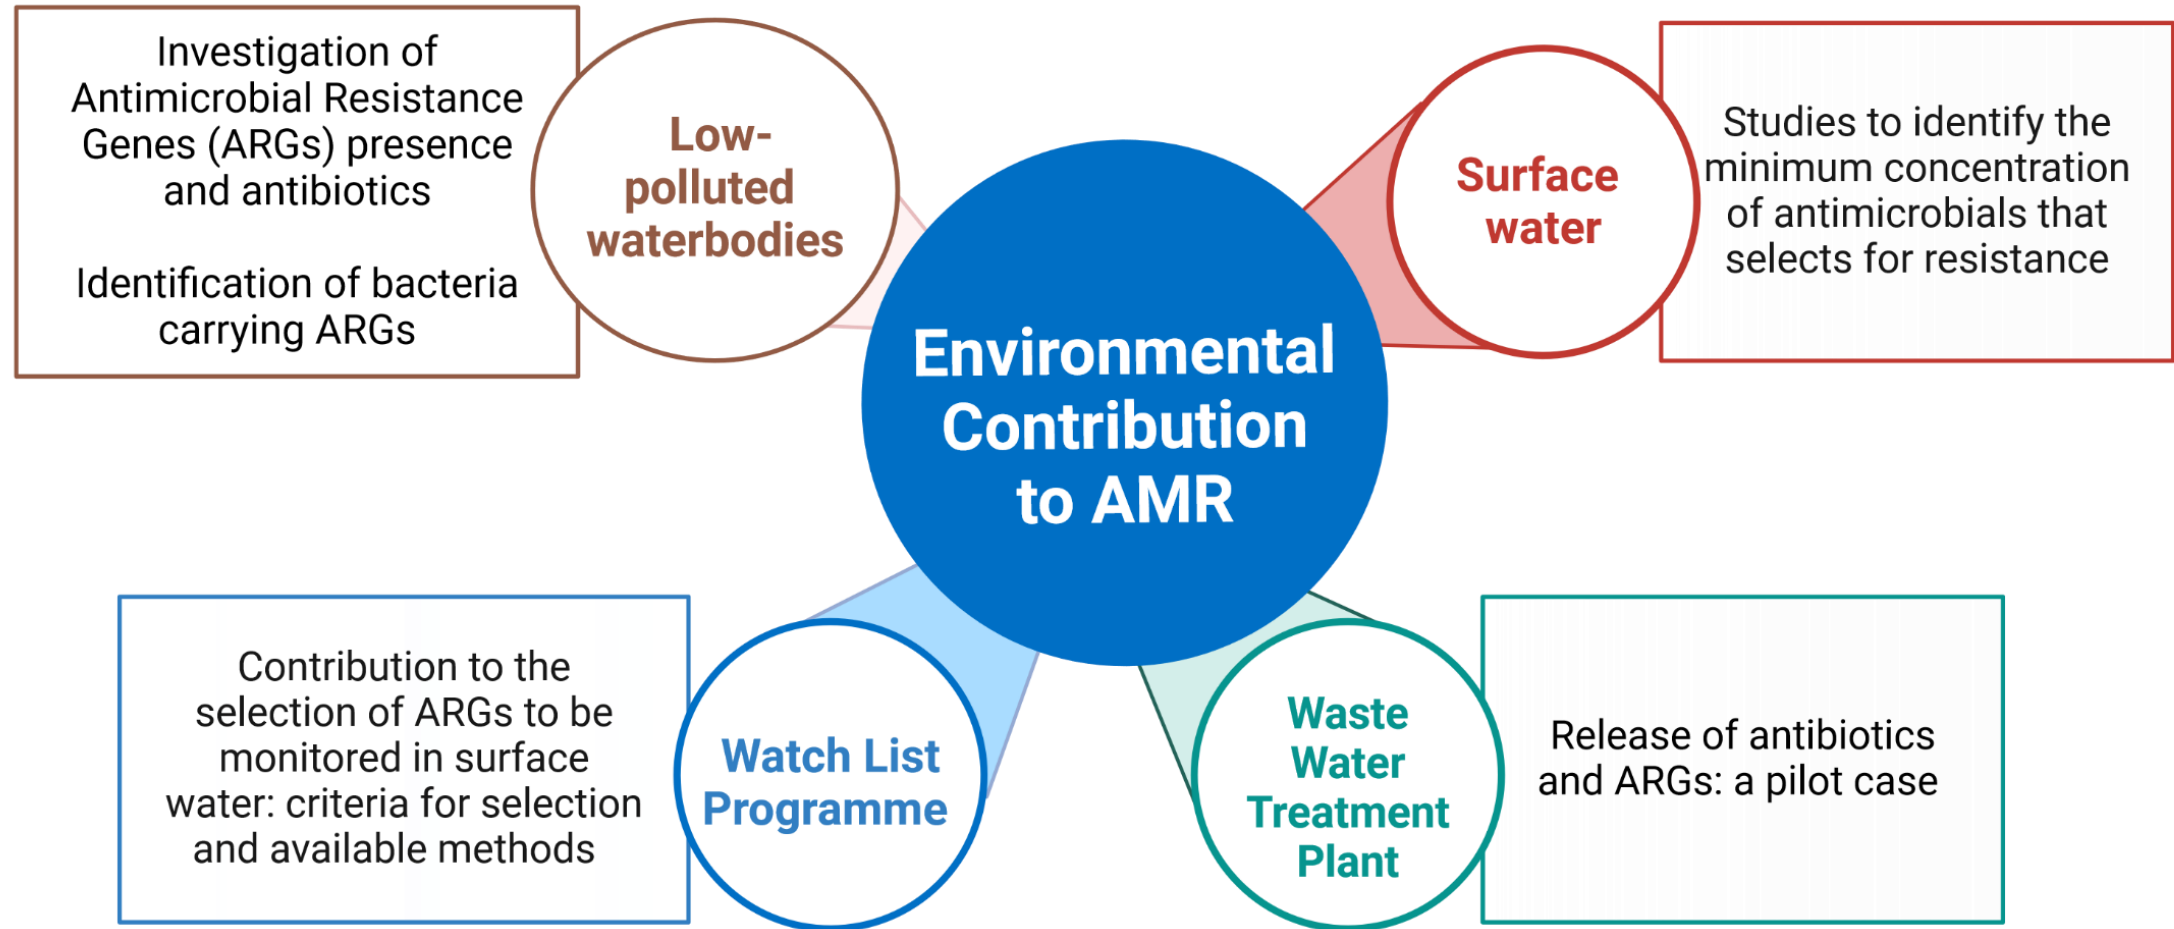 Investigation of
Antimicrobial Resistance
Genes (ARGs) presence
and antibiotics
Identification of bacteria
carrying ARGs
Low-
polluted
waterbodies
Surface
water
Studies to identify the
minimum concentration
of antimicrobials that
selects for resistance
Environmental
Contribution
to AMR
Contribution to the
selection of ARGs to be
monitored in surface
water: criteria for selection
and available methods
Watch List
Programme
Waste
Water
Treatment
Plant
Release of antibiotics
and ARGs: a pilot case